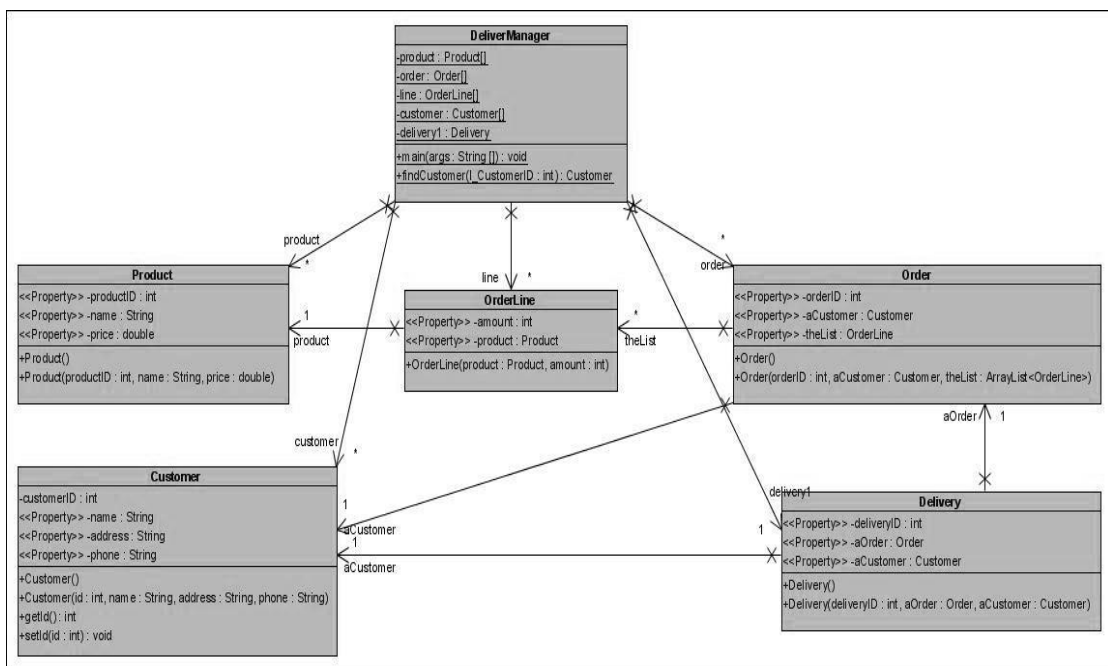 DeliverManager
-product : Product[]
-order : Order[]
-line : OrderLine[]
-customer : Customer[]
-delivery1 : Delivery
+main(args : String []) : void
+findCustomer(I_CustomerID : int) : Customer
product
*
line
*
order
*
Product
<<Property>> -productID : int
<<Property>> -name : String
<<Property>> -price : double
+Product()
+Product(productID : int, name : String, price : double)
1
product
OrderLine
<<Property>> -amount : int
<<Property>> -product : Product
+OrderLine(product : Product, amount : int)
*
theList
Order
<<Property>> -orderID : int
<<Property>> -aCustomer : Customer
<<Property>> -theList : OrderLine
+Order()
+Order(orderID : int, aCustomer : Customer, theList : ArrayList<OrderLine>)
customer
*
aOrder
1
Customer
-customerID : int
<<Property>> -name : String
<<Property>> -address : String
<<Property>> -phone : String
+Customer()
+Customer(id : int, name : String, address : String, phone : String)
+getId() : int
+setId(id : int) : void
1
aCustomer
1
aCustomer
delivery1
1
Delivery
<<Property>> -deliveryID : int
<<Property>> -aOrder : Order
<<Property>> -aCustomer : Customer
+Delivery()
+Delivery(deliveryID : int, aOrder : Order, aCustomer : Customer)